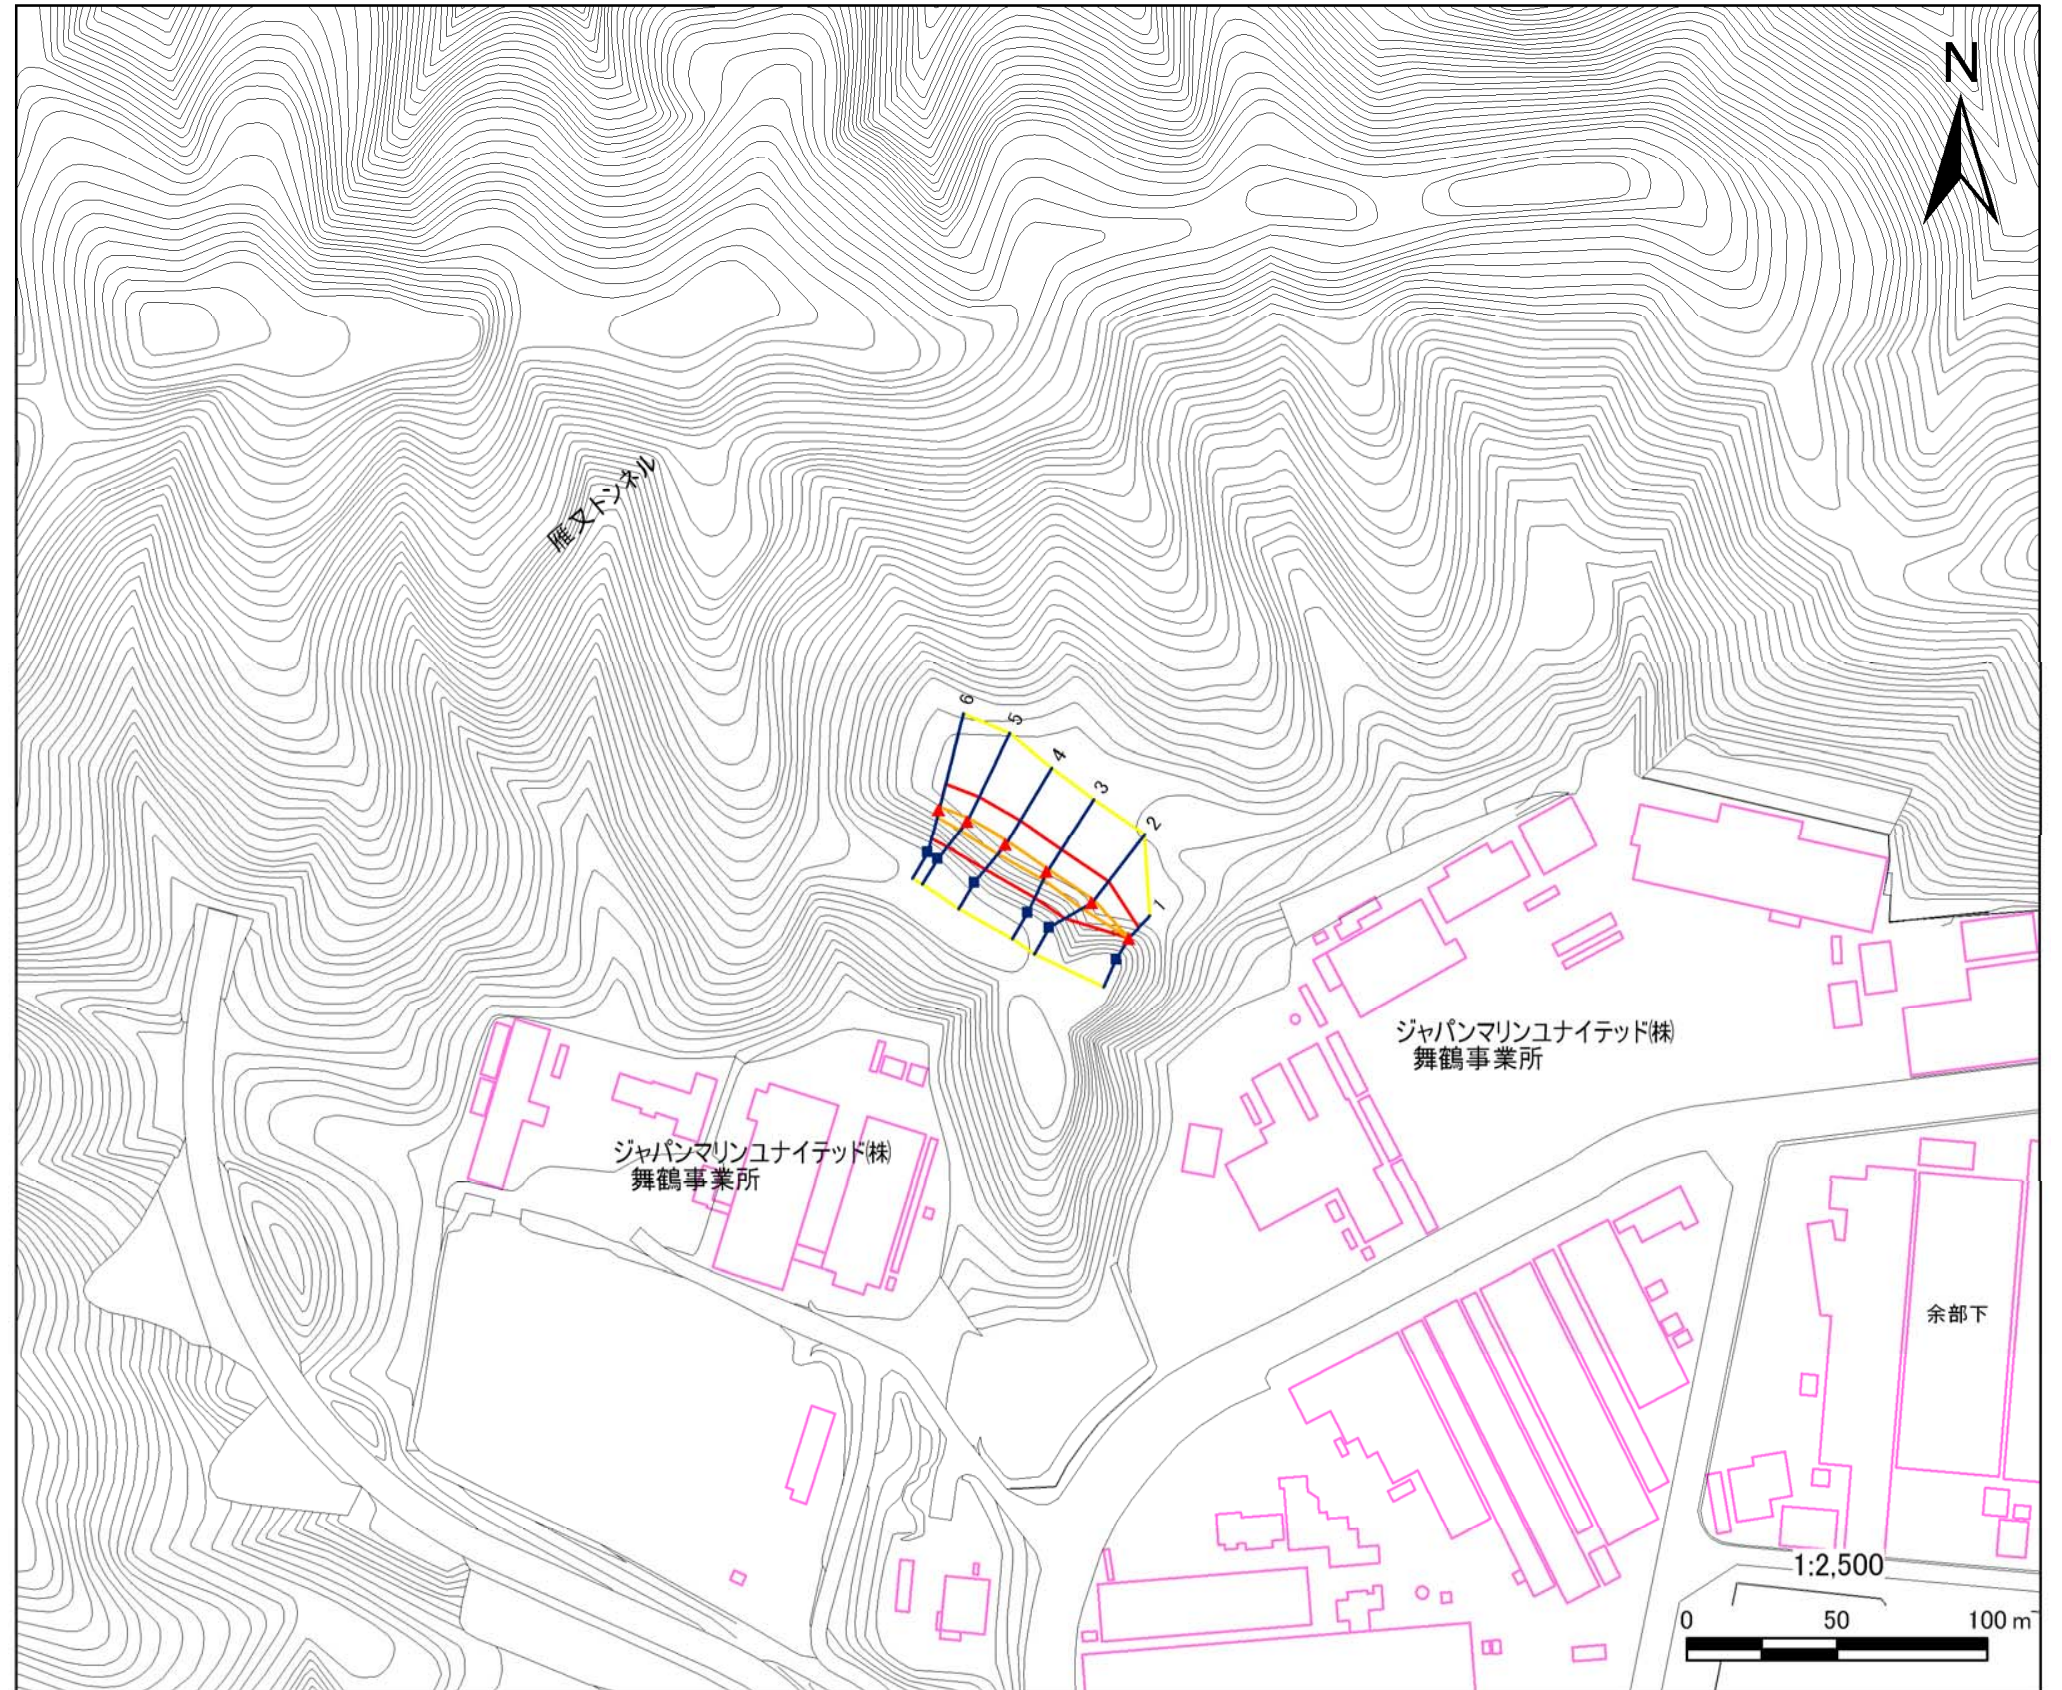 N
雁又トンネル
6
5
4
3
2
1
ジャパンマリンユナイテッド㈱
舞鶴事業所
ジャパンマリンユナイテッド㈱
舞鶴事業所
余部下
1:2,500
0 50 100 m